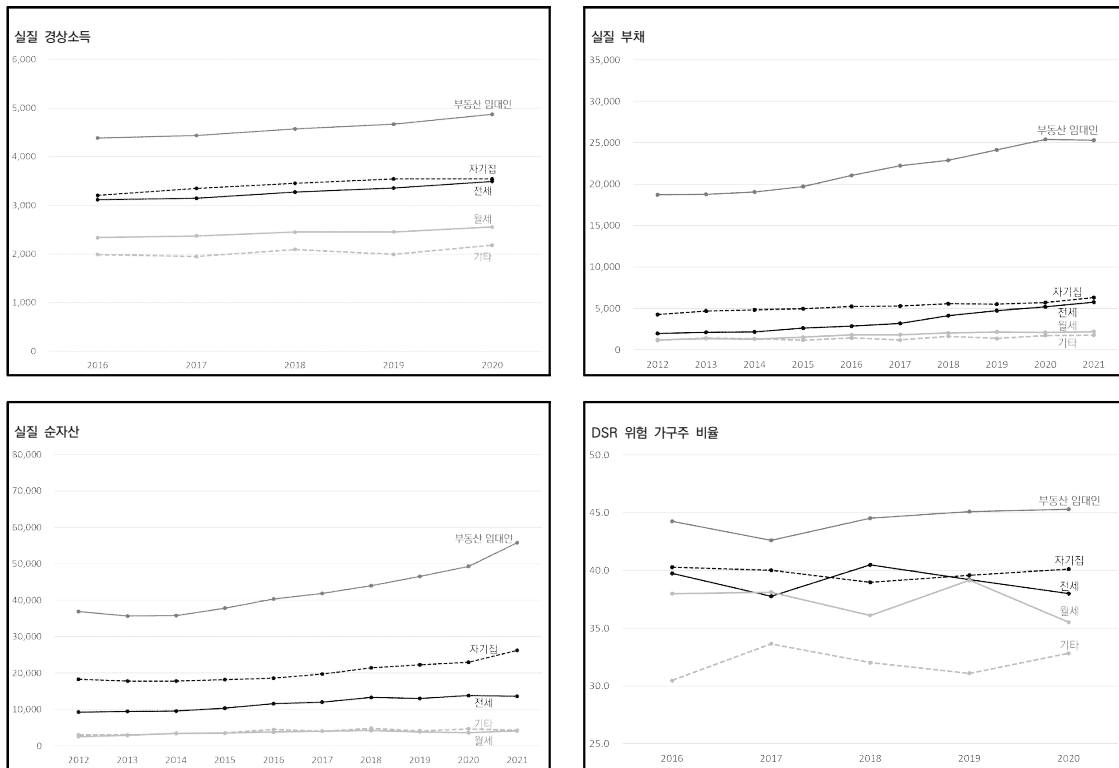 실질 경상소득
6,000
5,000
4,000
3,000
2,000
1,000
0
부동산 임대인
자기집
전세
월세
기타
2016 2017 2018 2019 2020
실질 부채
35,000
30,000
25,000
20,000
15,000
10,000
5,000
0
부동산 임대인
자기집
전세
월세
기타
2012 2013 2014 2015 2016 2017 2018 2019 2020 2021
실질 순자산
80,000
70,000
60,000
50,000
40,000
30,000
20,000
10,000
0
부동산 임대인
자기집
전세
기타
월세
2012 2013 2014 2015 2016 2017 2018 2019 2020 2021
DSR 위험 가구주 비율
50.0
45.0
40.0
35.0
30.0
25.0
부동산 임대인
자기집
전세
월세
기타
2016 2017 2018 2019 2020